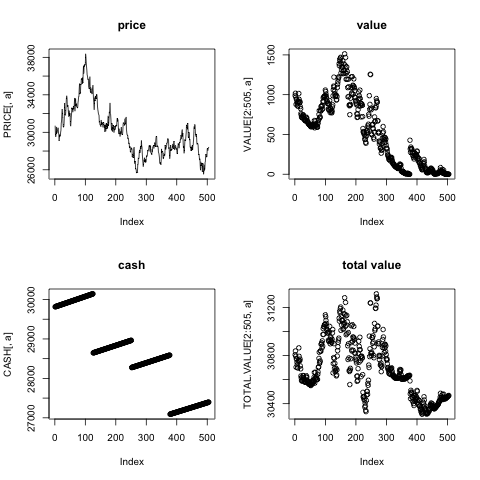 price
PRICE[, a]
26000 30000 34000 38000
0 100 200 300 400 500
Index
value
VALUE[2:505, a]
0 500 1000 1500
0 100 200 300 400 500
Index
cash
CASH[, a]
27000 28000 29000 30000
0 100 200 300 400 500
Index
total value
TOTAL.VALUE[2:505, a]
30400 30800 31200
0 100 200 300 400 500
Index